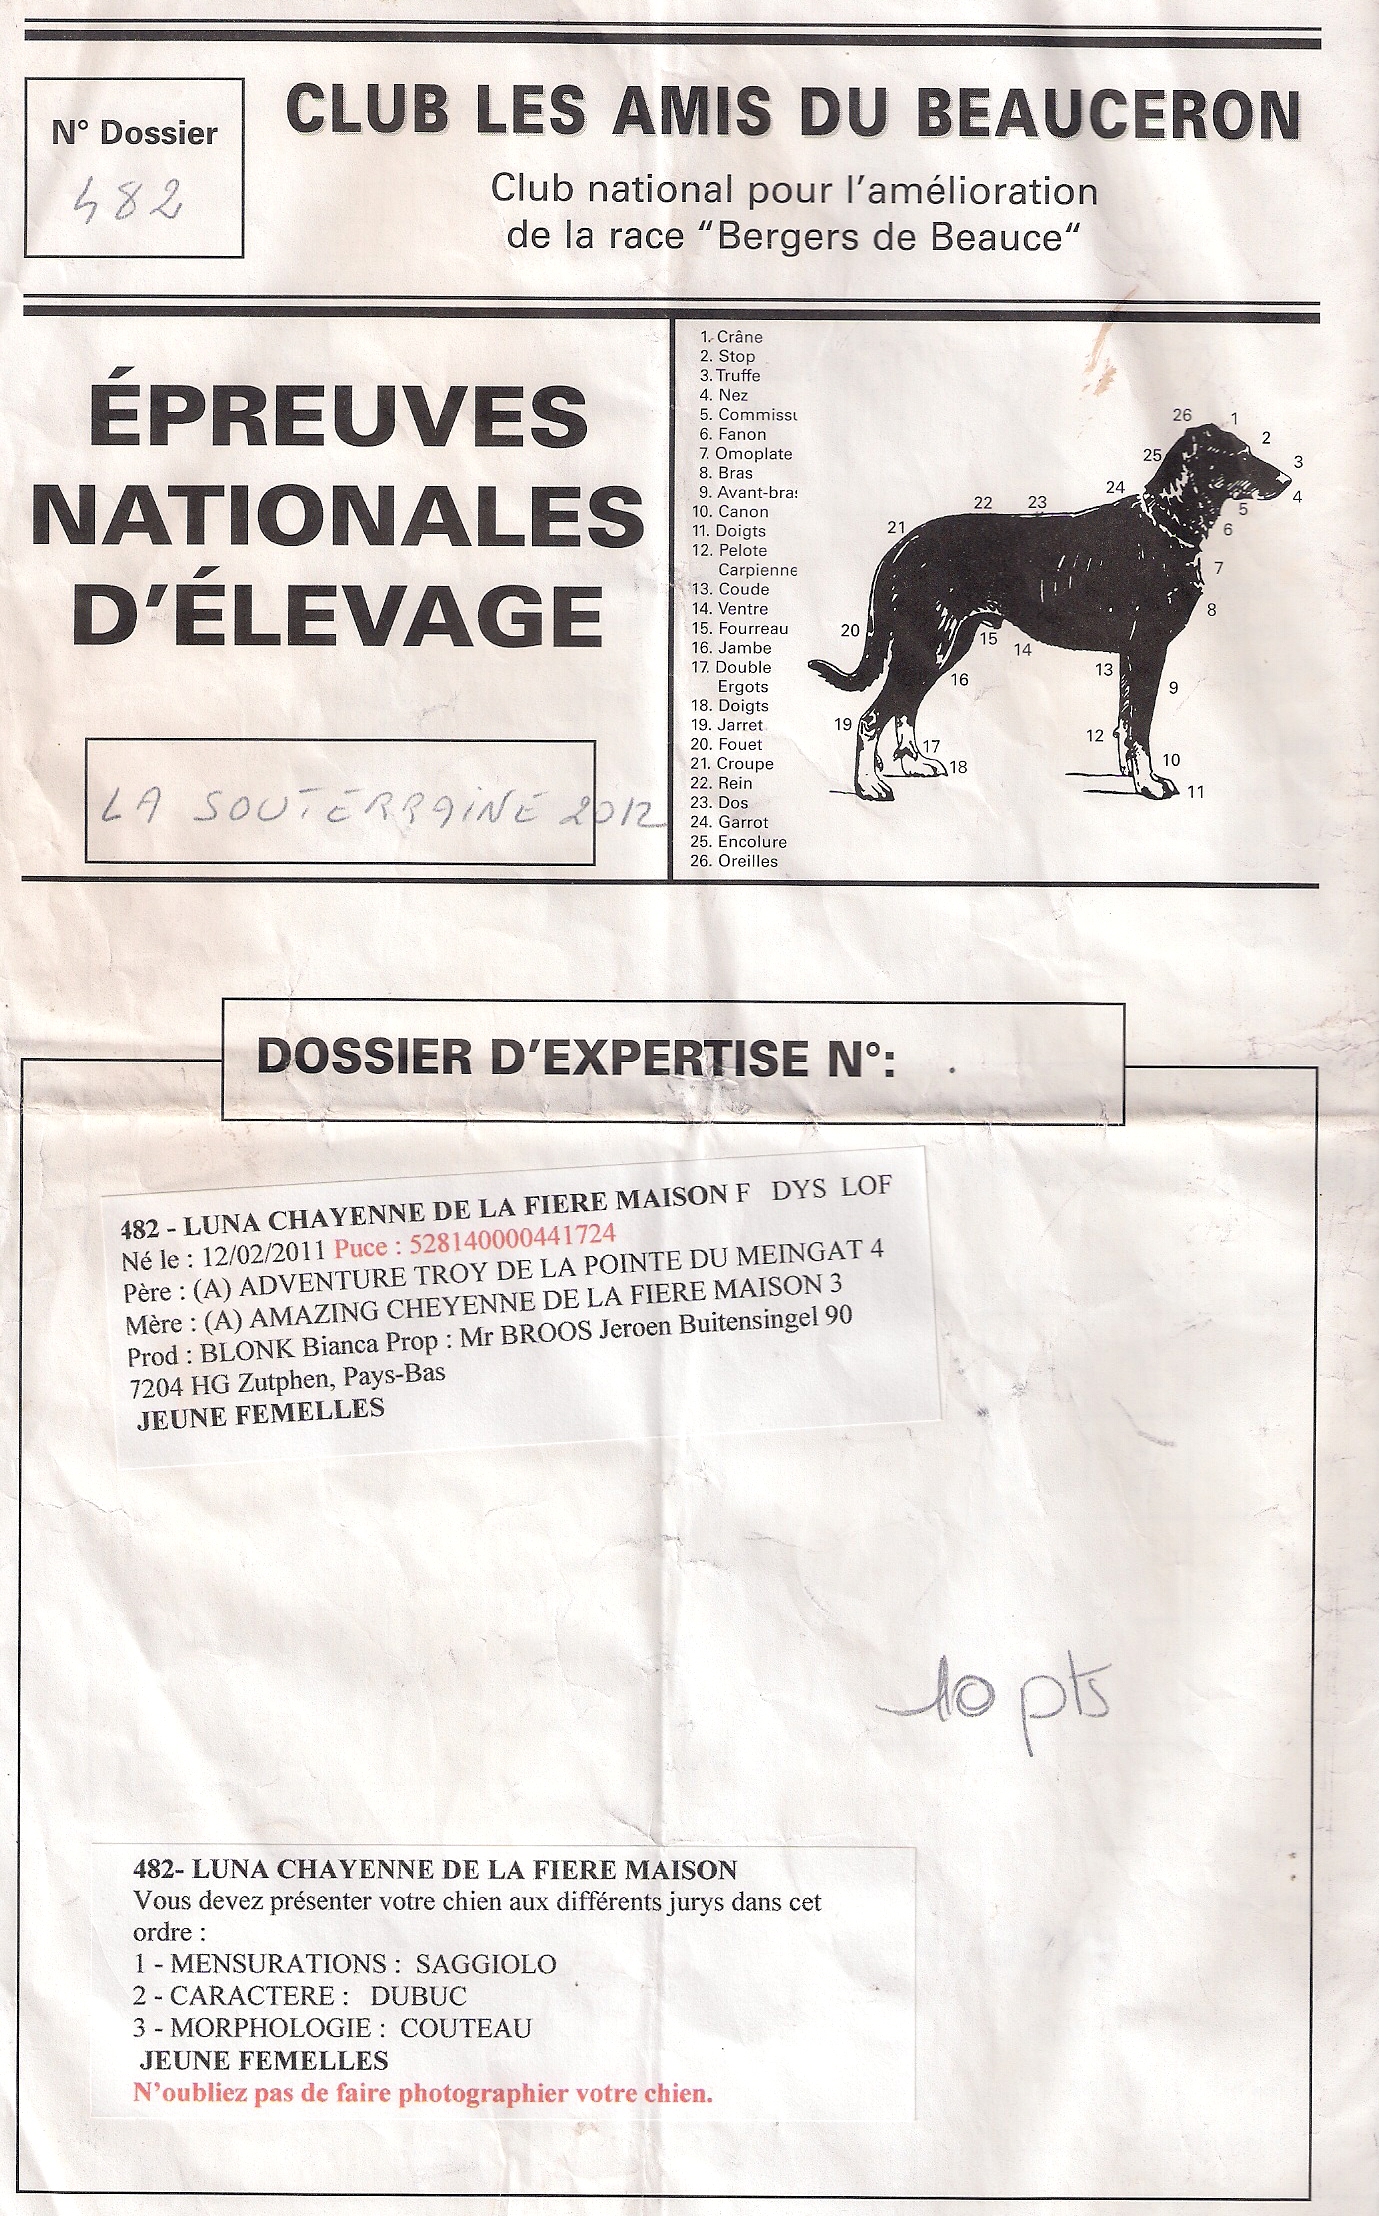 N° Dossier
482
CLUB LES AMIS DU BEAUCERON
Club national pour l'amélioration
de la race "Bergers de Beauce"
ÉPREUVES
NATIONALES
D'ÉLEVAGE
LA SOUTERRAINE 2012
1. Crâne
2. Stop
3. Truffe
4. Nez
5. Commissu
6. Fanon
7. Omoplate
8. Bras
9. Avant-bras
10. Canon
11. Doigts
12. Pelote
Carpienne
13. Coude
14. Ventre
15. Fourreau
16. Jambe
17. Double
Ergots
18. Doigts
19. Jarret
20. Fouet
21. Croupe
22. Rein
23. Dos
24. Garrot
25. Encolure
26. Oreilles
26
1
2
25
3
4
24
5
22
23
21
6
7
8
20
15
14
13
16
9
19
12
17
18
10
11
DOSSIER D'EXPERTISE N°: .
482 - LUNA CHAYENNE DE LA FIERE MAISON F DYS LOF
Né le : 12/02/2011 Puce : 528140000441724
Père : (A) ADVENTURE TROY DE LA POINTE DU MEINGAT 4
Mère : (A) AMAZING CHEYENNE DE LA FIERE MAISON 3
Prod : BLONK Bianca Prop : Mr BROOS Jeroen Buitensingel 90
7204 HG Zutphen, Pays-Bas
JEUNE FEMELLES
10 pts
482- LUNA CHAYENNE DE LA FIERE MAISON
Vous devez présenter votre chien aux différents jurys dans cet
ordre :
1 - MENSURATIONS : SAGGIOLO
2 - CARACTERE : DUBUC
3 - MORPHOLOGIE : COUTEAU
JEUNE FEMELLES
N'oubliez pas de faire photographier votre chien.